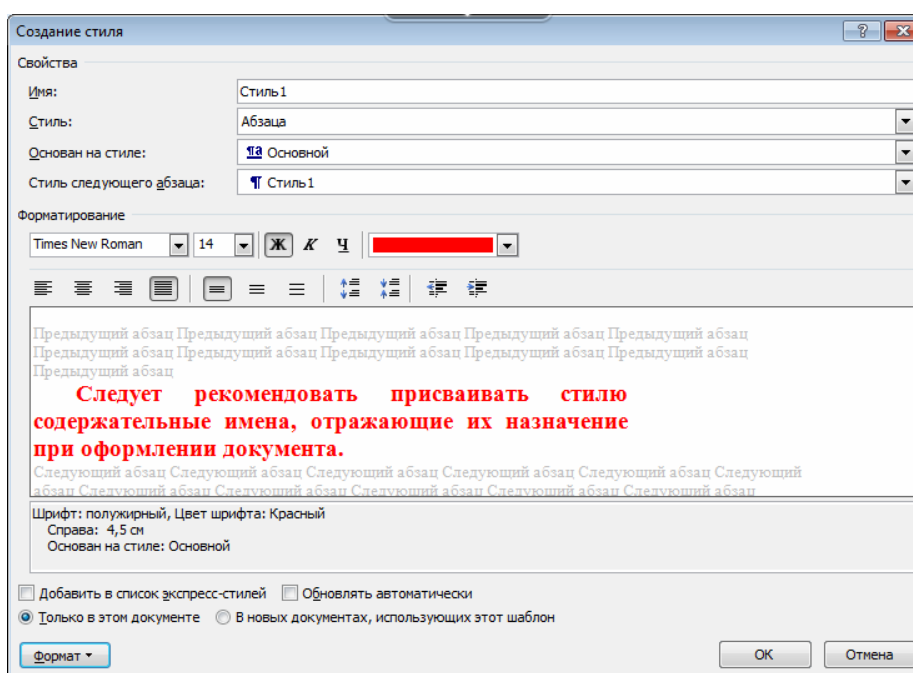 Создание стиля
Свойства
Имя: Стиль1
Стиль: Абзаца
Основан на стиле: ¶a Основной
Стиль следующего абзаца: ¶ Стиль1
Форматирование
Times New Roman 14 Ж К Ч
Предыдущий абзац Предыдущий абзац Предыдущий абзац Предыдущий абзац Предыдущий абзац
Предыдущий абзац Предыдущий абзац Предыдущий абзац Предыдущий абзац Предыдущий абзац
Предыдущий абзац
Следует рекомендовать присваивать стилю
содержательные имена, отражающие их назначение
при оформлении документа.
Следующий абзац Следующий абзац Следующий абзац Следующий абзац Следующий абзац Следующий
абзац Следующий абзац Следующий абзац Следующий абзац Следующий абзац Следующий абзац
Шрифт: полужирный, Цвет шрифта: Красный
Справа: 4,5 см
Основан на стиле: Основной
Добавить в список экспресс-стилей Обновлять автоматически
Только в этом документе В новых документах, использующих этот шаблон
Формат ОК Отмена